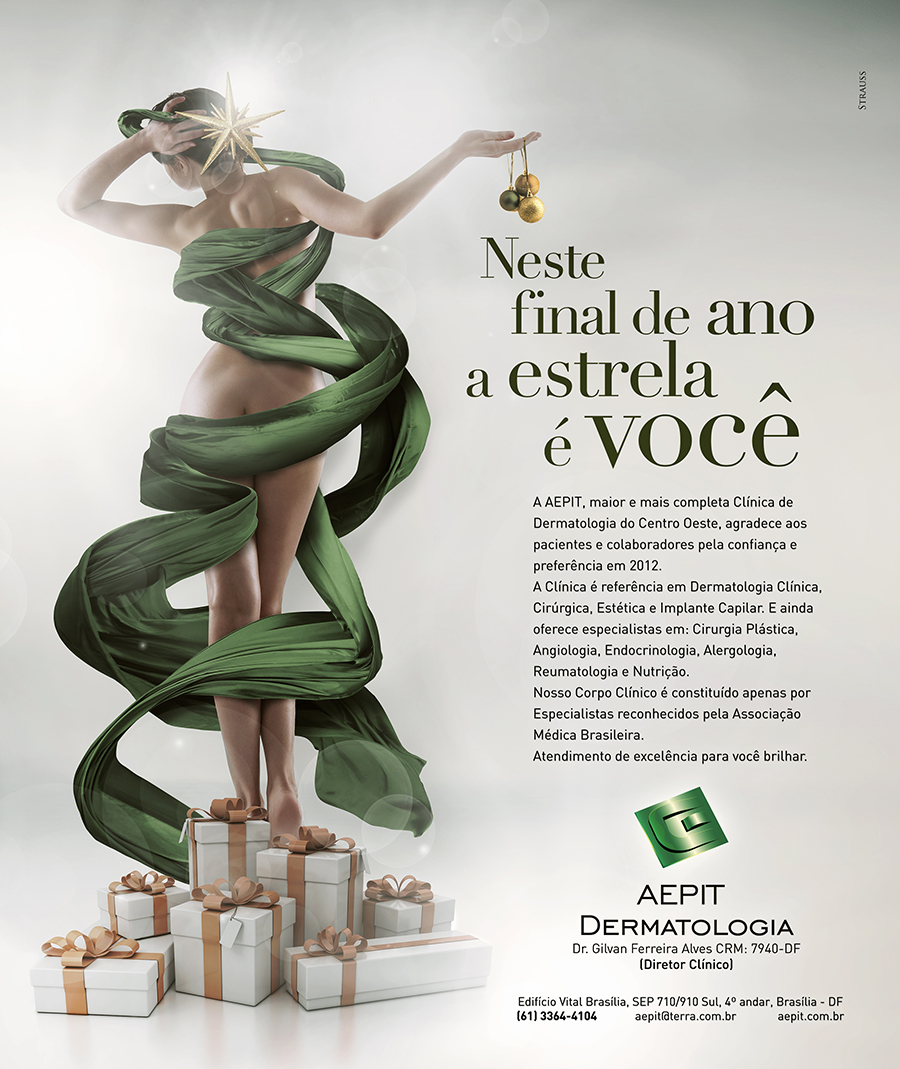 STRAUSS
Neste
final de ano
a estrela
é você
A AEPIT, maior e mais completa Clínica de
Dermatologia do Centro Oeste, agradece aos
pacientes e colaboradores pela confiança e
preferência em 2012.
A Clínica é referência em Dermatologia Clínica,
Cirúrgica, Estética e Implante Capilar. E ainda
oferece especialistas em: Cirurgia Plástica,
Angiologia, Endocrinologia, Alergologia,
Reumatologia e Nutrição.
Nosso Corpo Clínico é constituído apenas por
Especialistas reconhecidos pela Associação
Médica Brasileira.
Atendimento de excelência para você brilhar.
AEPIT
DERMATOLOGIA
Dr. Gilvan Ferreira Alves CRM: 7940-DF
(Diretor Clínico)
Edifício Vital Brasília, SEP 710/910 Sul, 4º andar, Brasília - DF
(61) 3364-4104 aepit@terra.com.br aepit.com.br